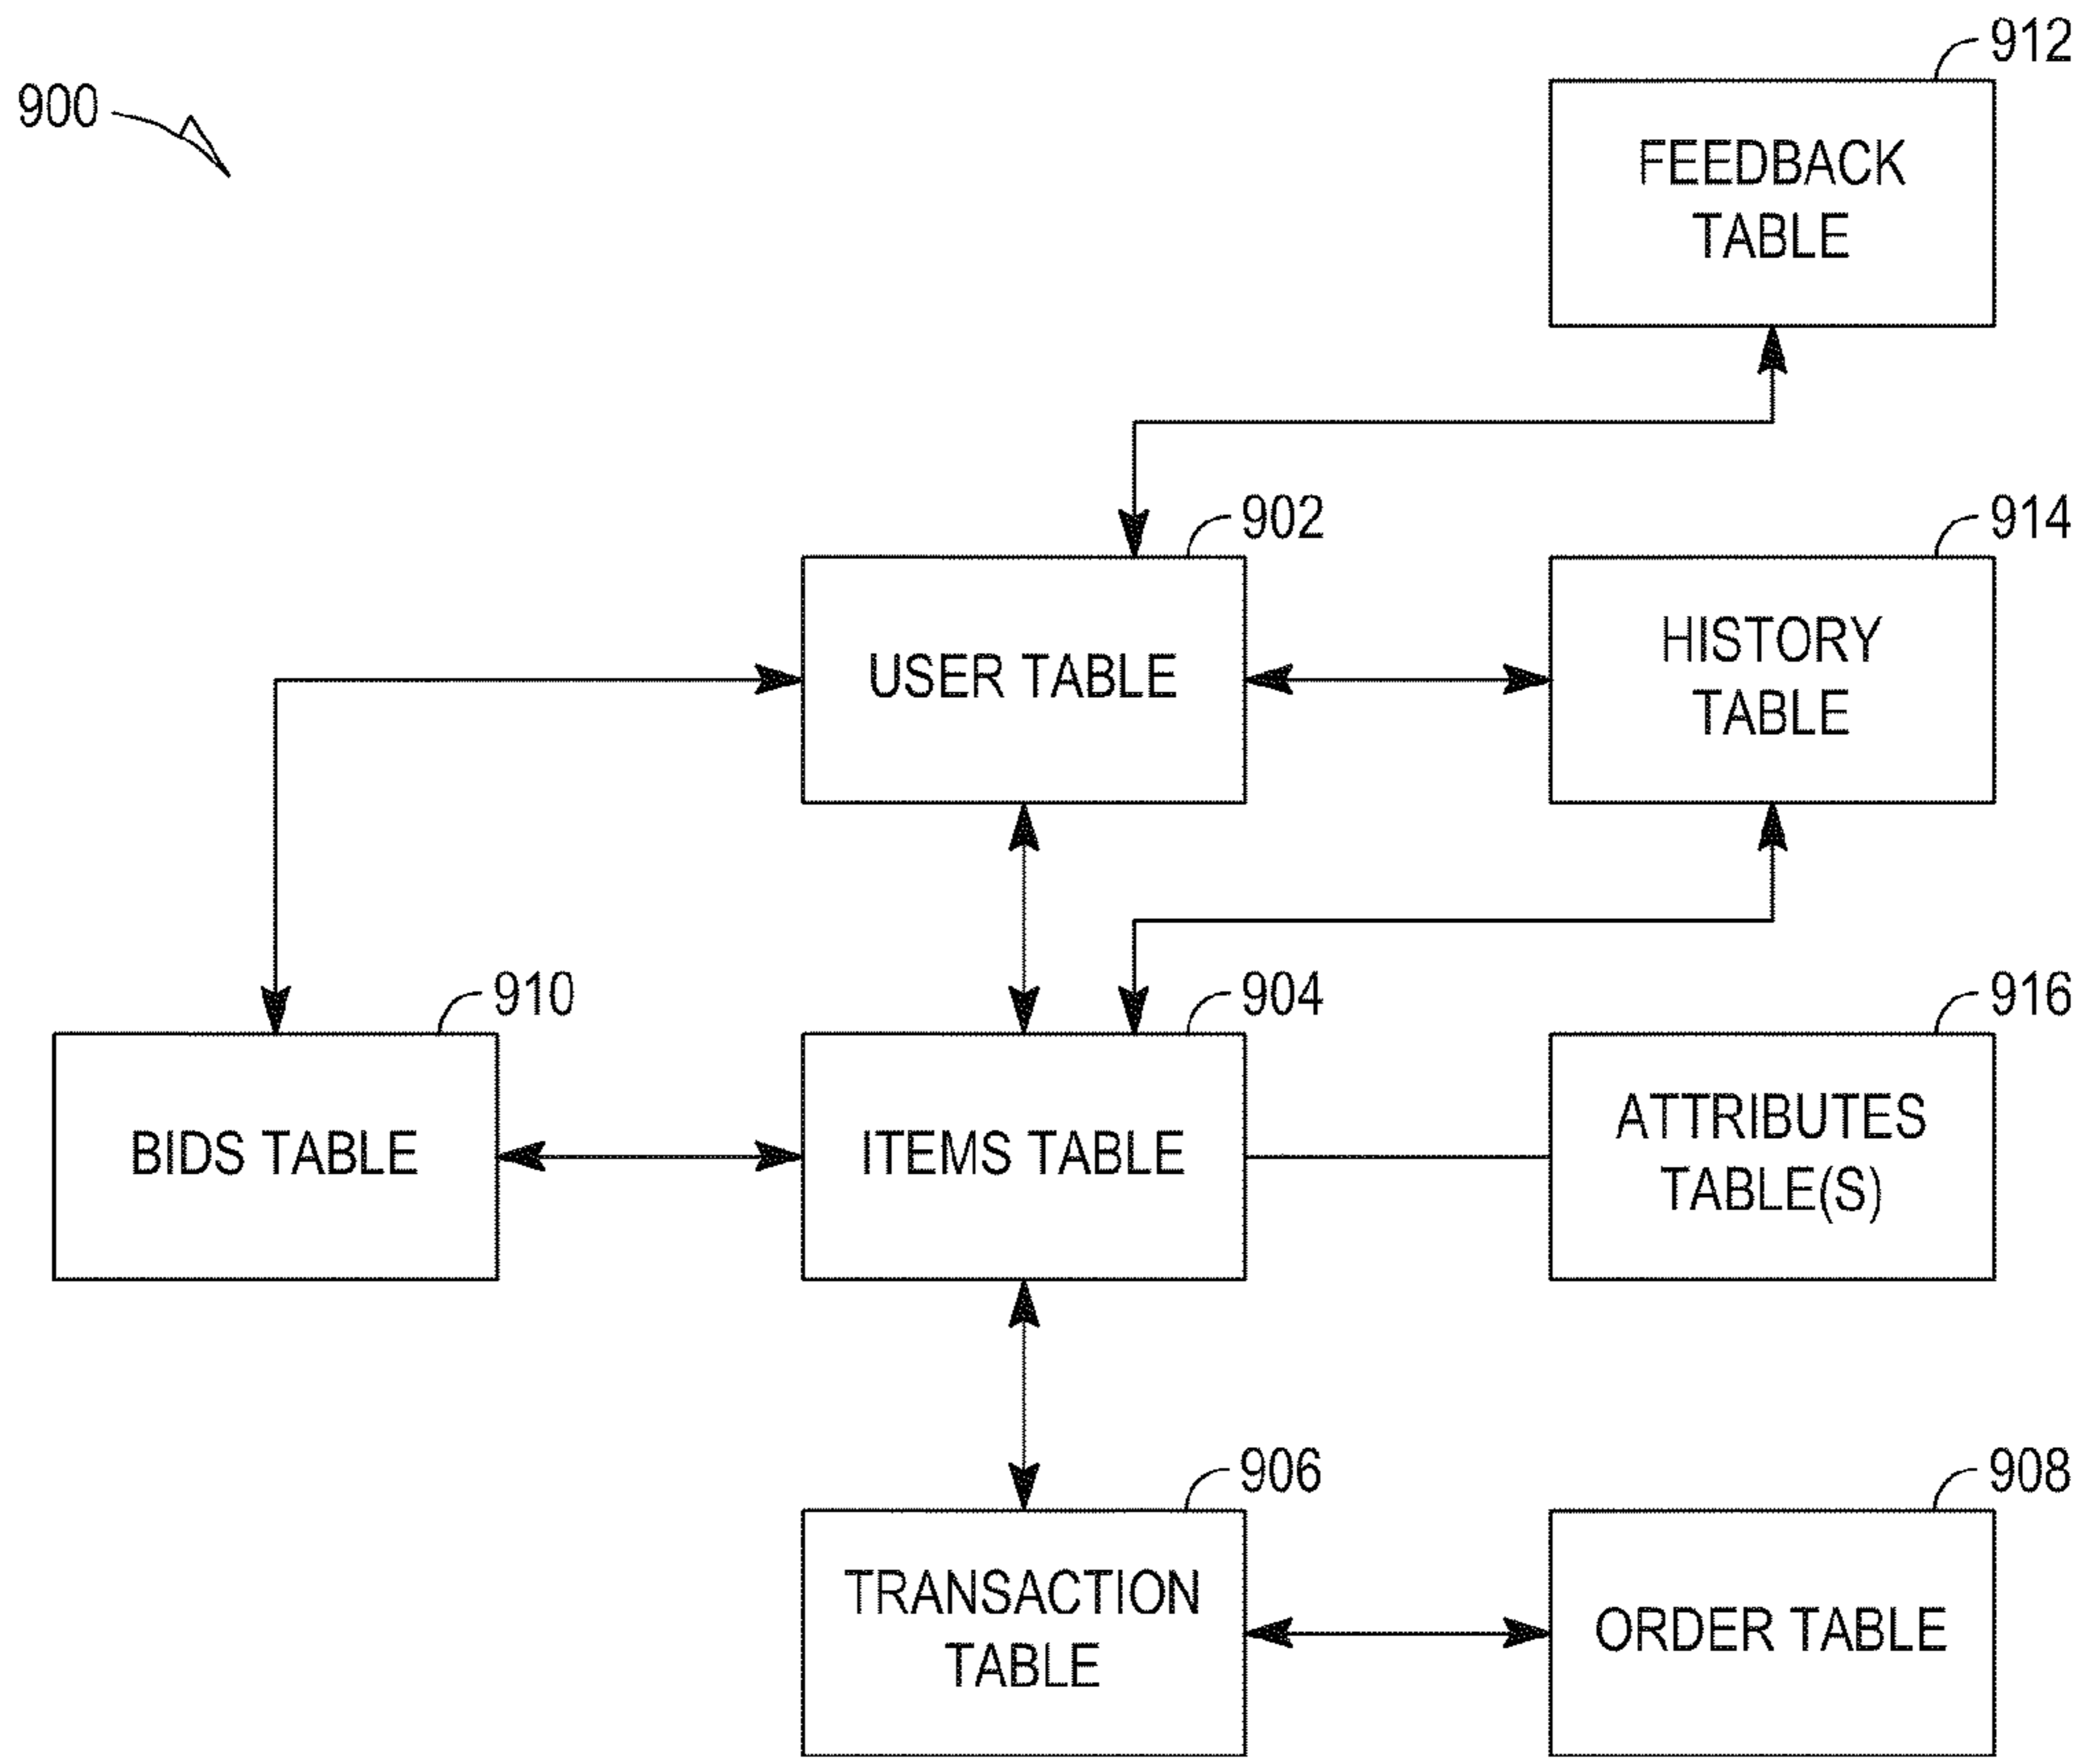 912
900
FEEDBACK
TABLE
902
914
USER TABLE
HISTORY
TABLE
910
904
916
BIDS TABLE
ITEMS TABLE
ATTRIBUTES
TABLE(S)
906
908
TRANSACTION
TABLE
ORDER TABLE